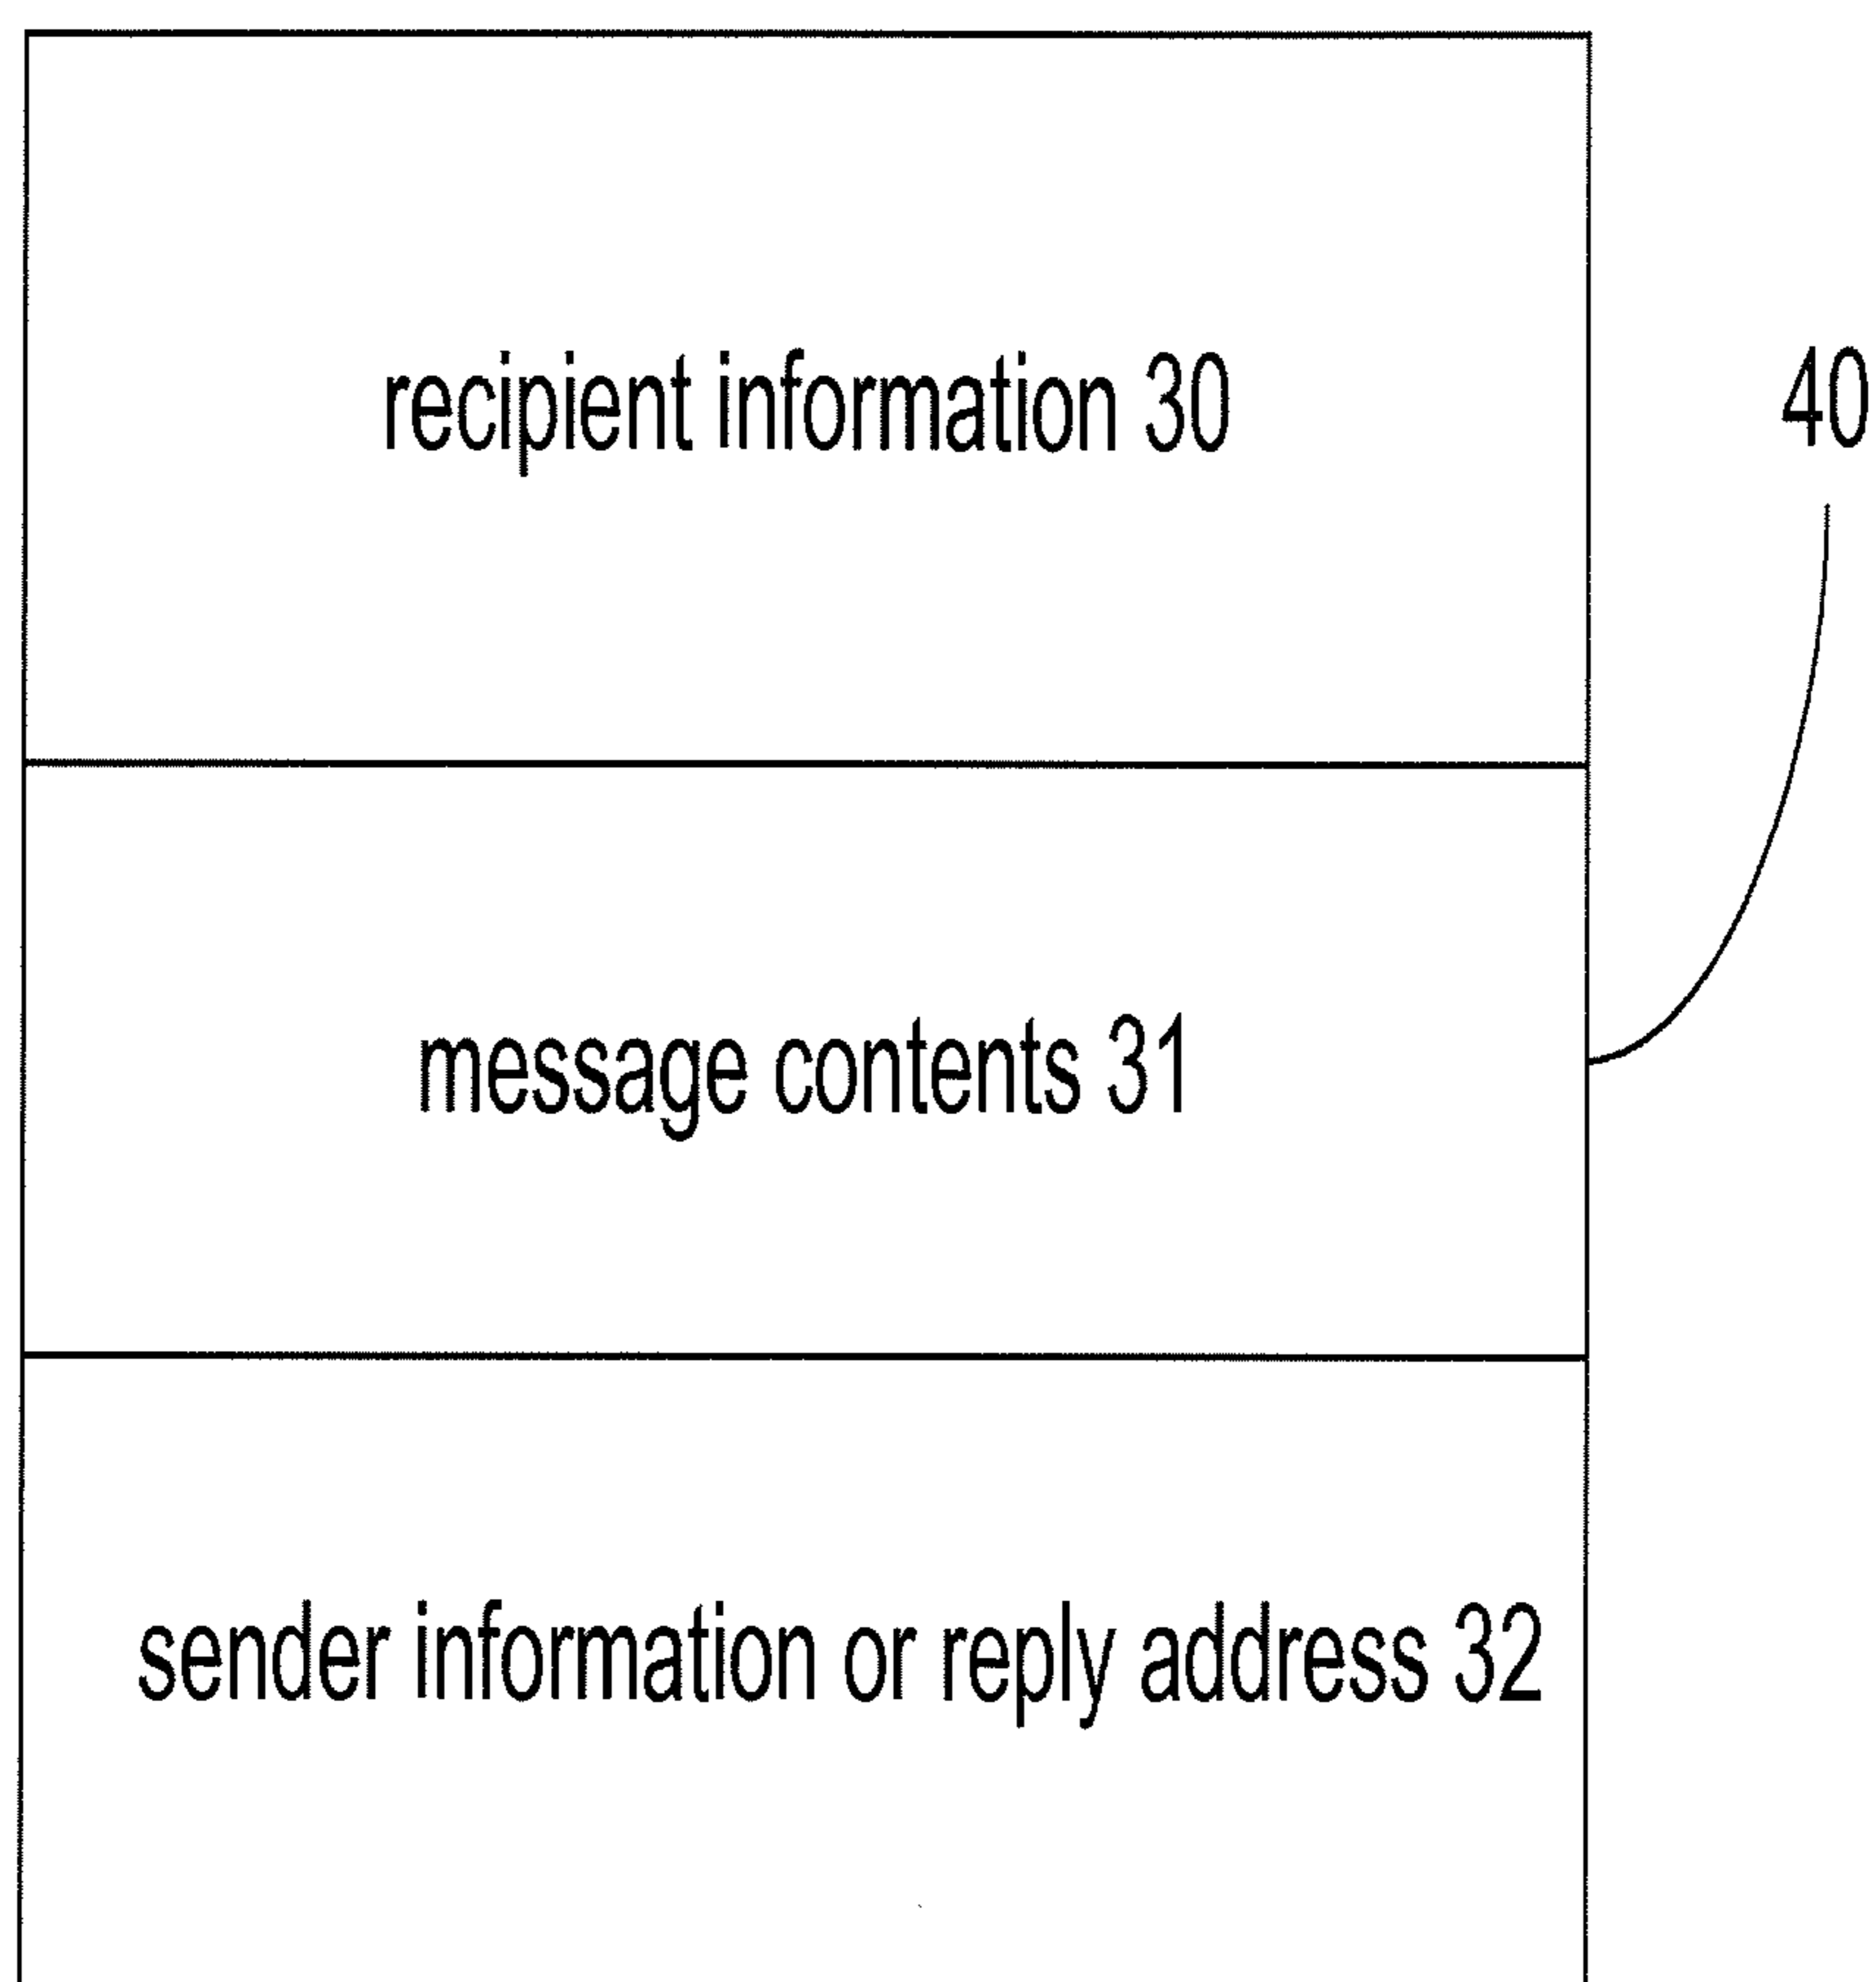 recipient information 30
40
message contents 31
sender information or reply address 32